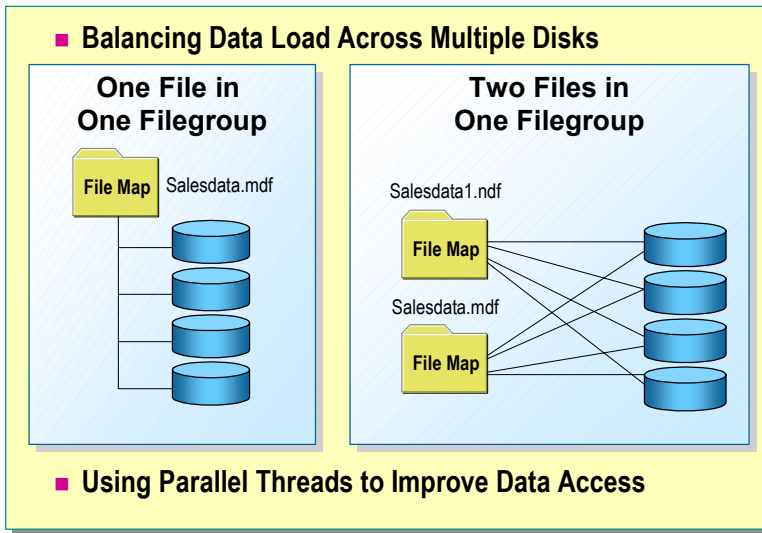 Balancing Data Load Across Multiple Disks
One File in
One Filegroup
File Map
Salesdata.mdf
Two Files in
One Filegroup
Salesdata1.ndf
File Map
Salesdata.mdf
File Map
Using Parallel Threads to Improve Data Access